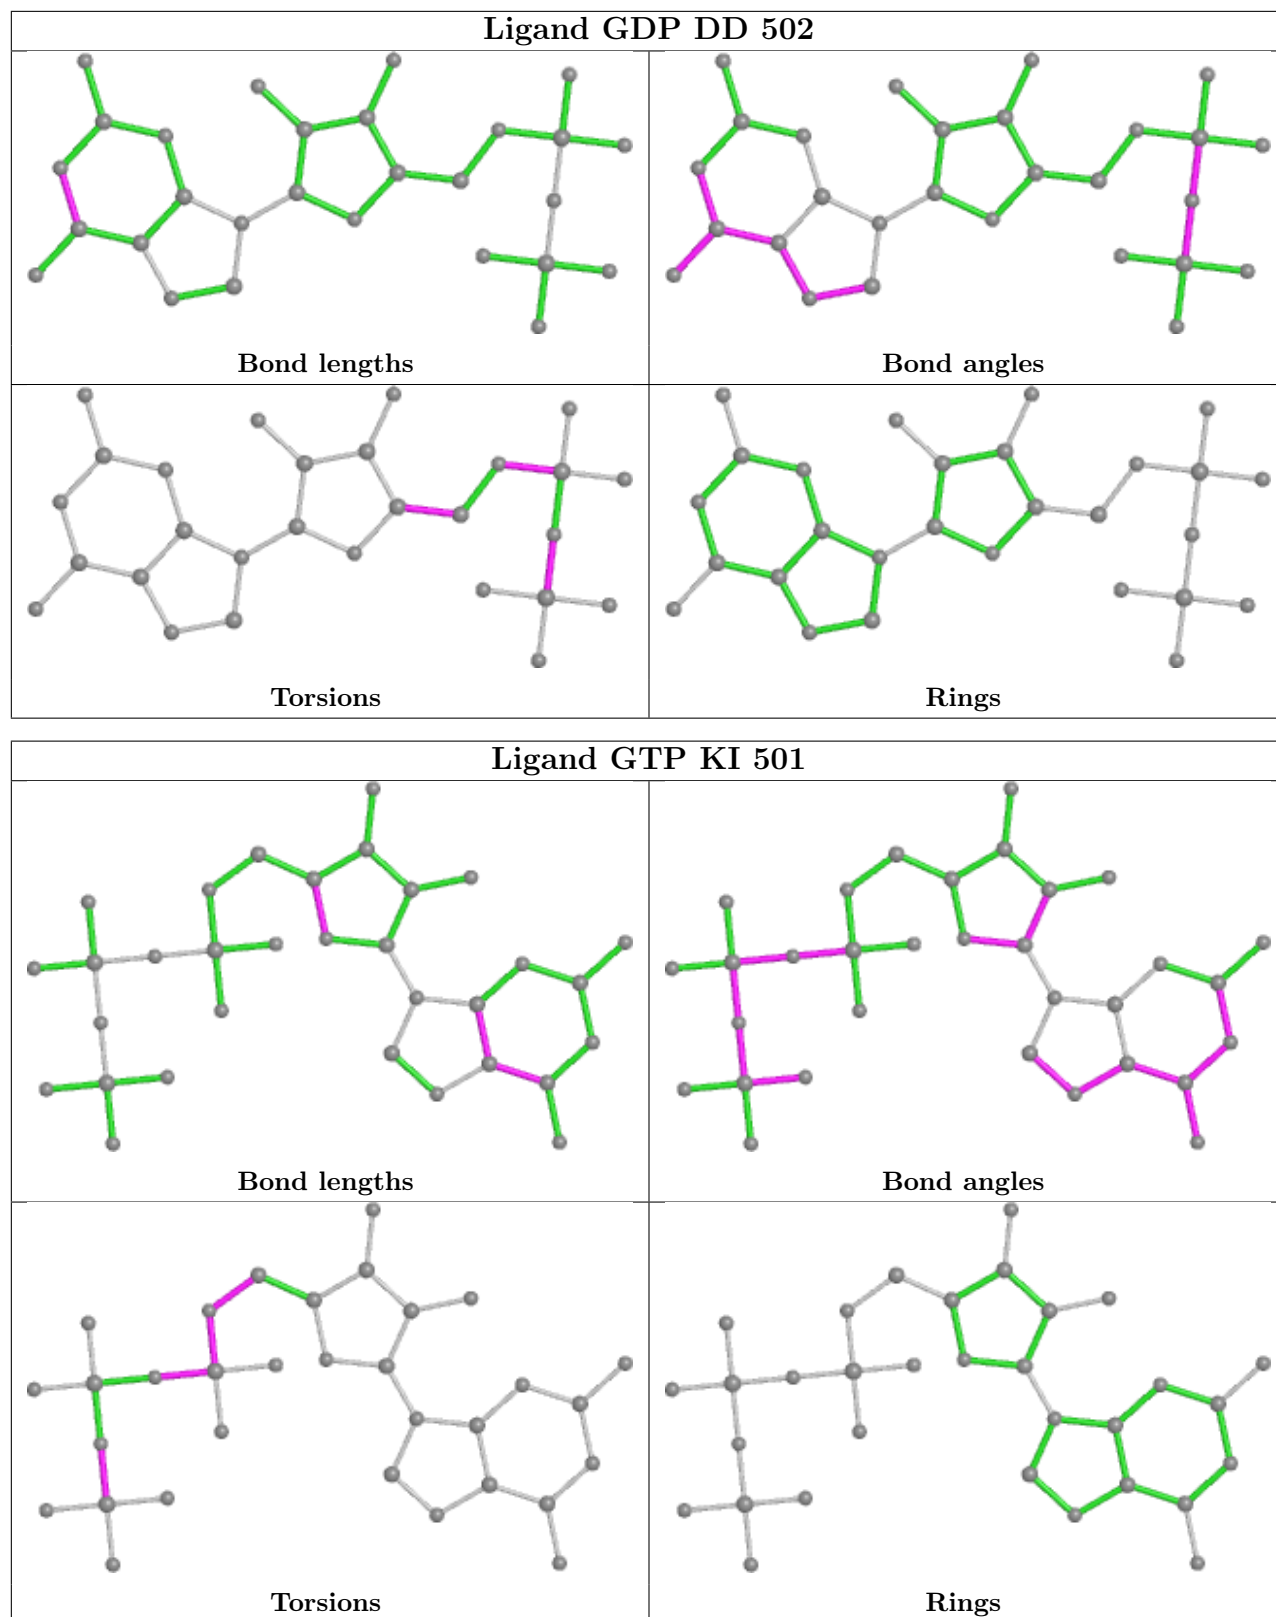 Ligand GDP DD 502
Bond lengths
Bond angles
Torsions
Rings
Ligand GTP KI 501
Bond lengths
Bond angles
Torsions
Rings